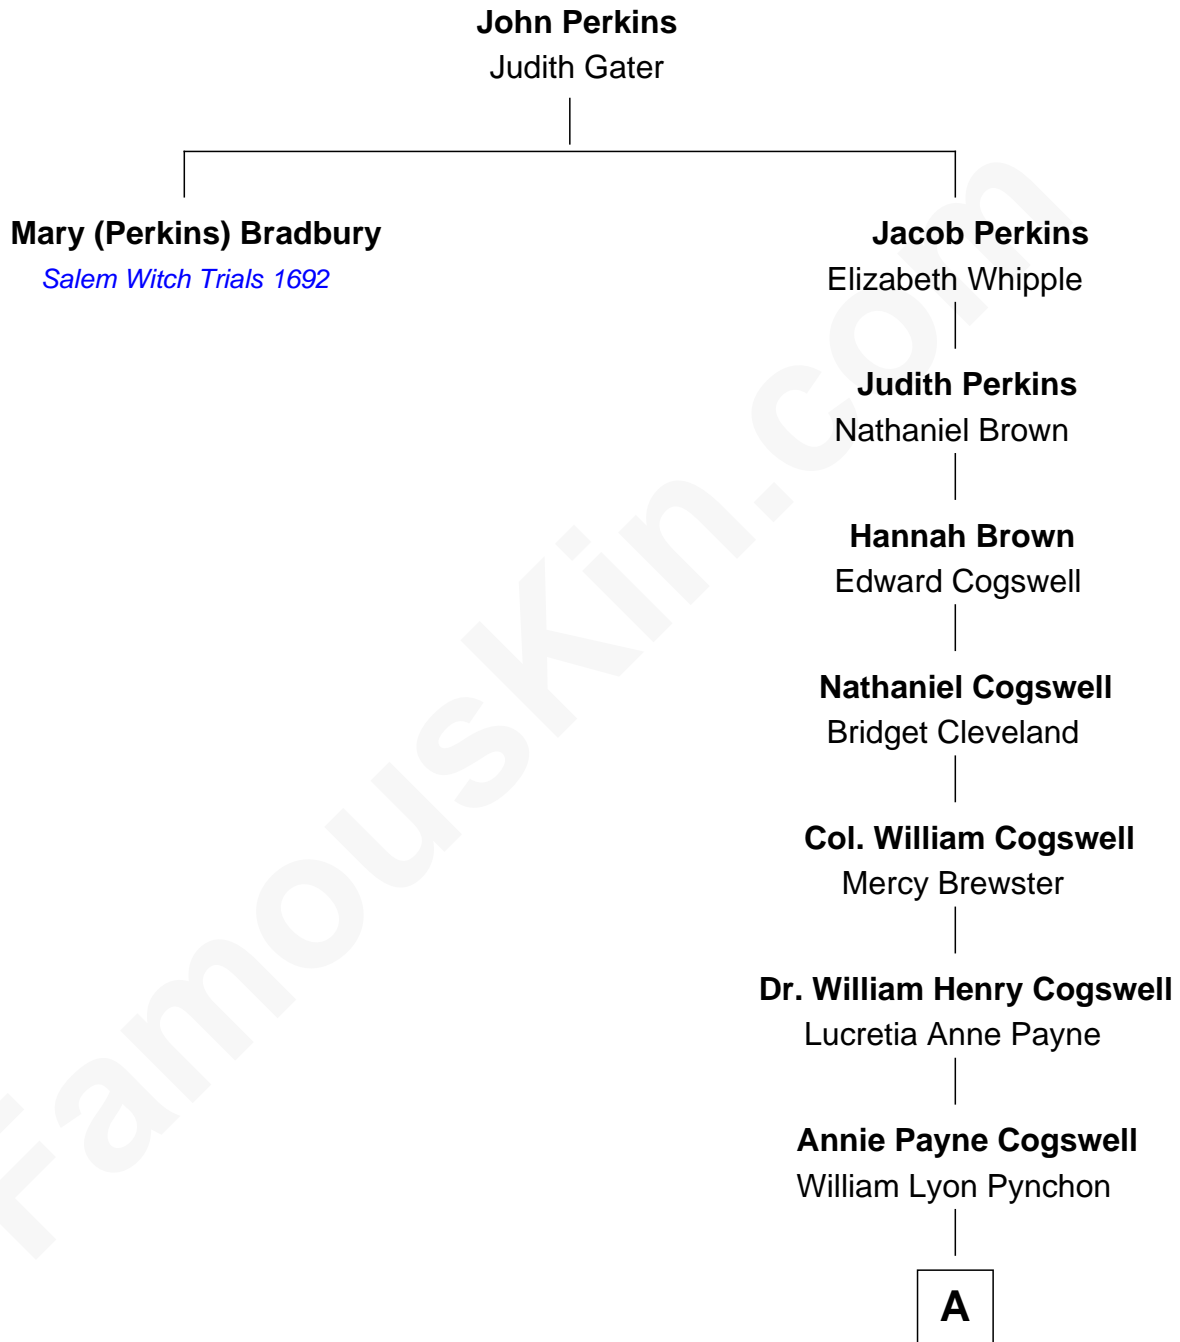 John Perkins
Judith Gater
Mary (Perkins) Bradbury
Salem Witch Trials 1692
Jacob Perkins
Elizabeth Whipple
Judith Perkins
Nathaniel Brown
Hannah Brown
Edward Cogswell
Nathaniel Cogswell
Bridget Cleveland
Col. William Cogswell
Mercy Brewster
Dr. William Henry Cogswell
Lucretia Anne Payne
Annie Payne Cogswell
William Lyon Pynchon
A
FamousKin.com